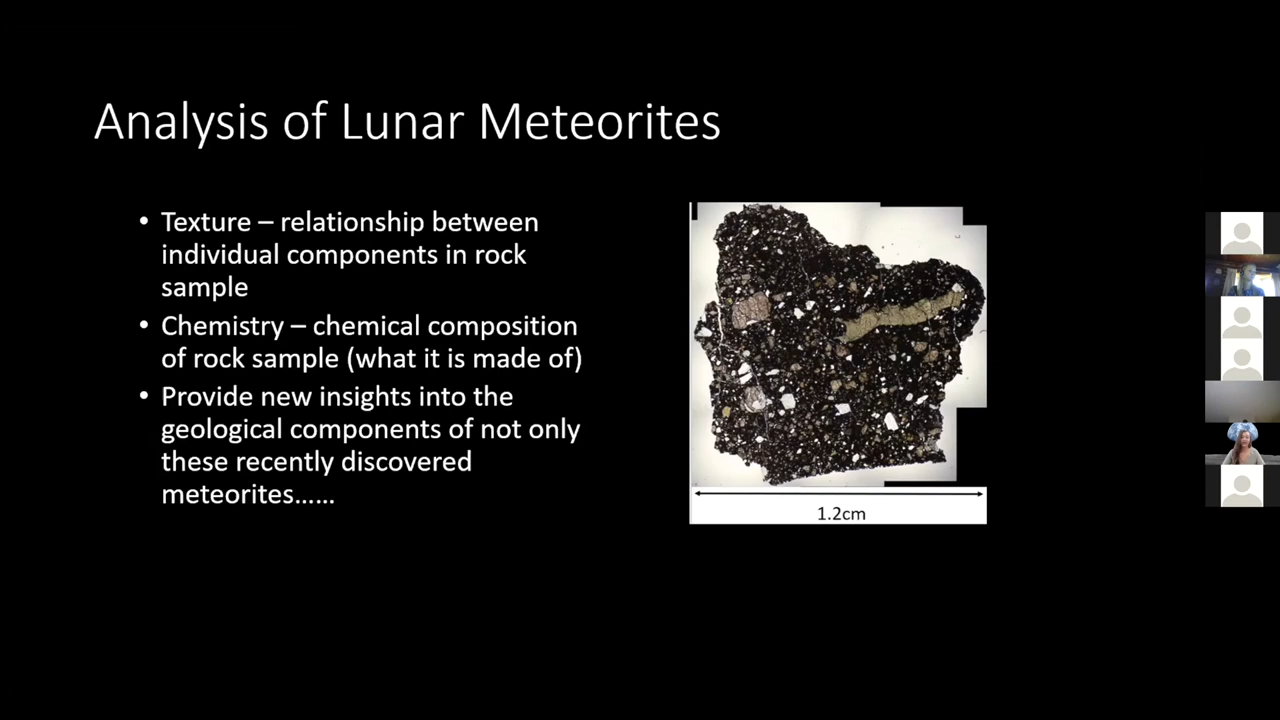 Analysis of Lunar Meteorites
• Texture – relationship between
individual components in rock
sample
• Chemistry – chemical composition
of rock sample (what it is made of)
• Provide new insights into the
geological components of not only
these recently discovered
meteorites……
1.2cm